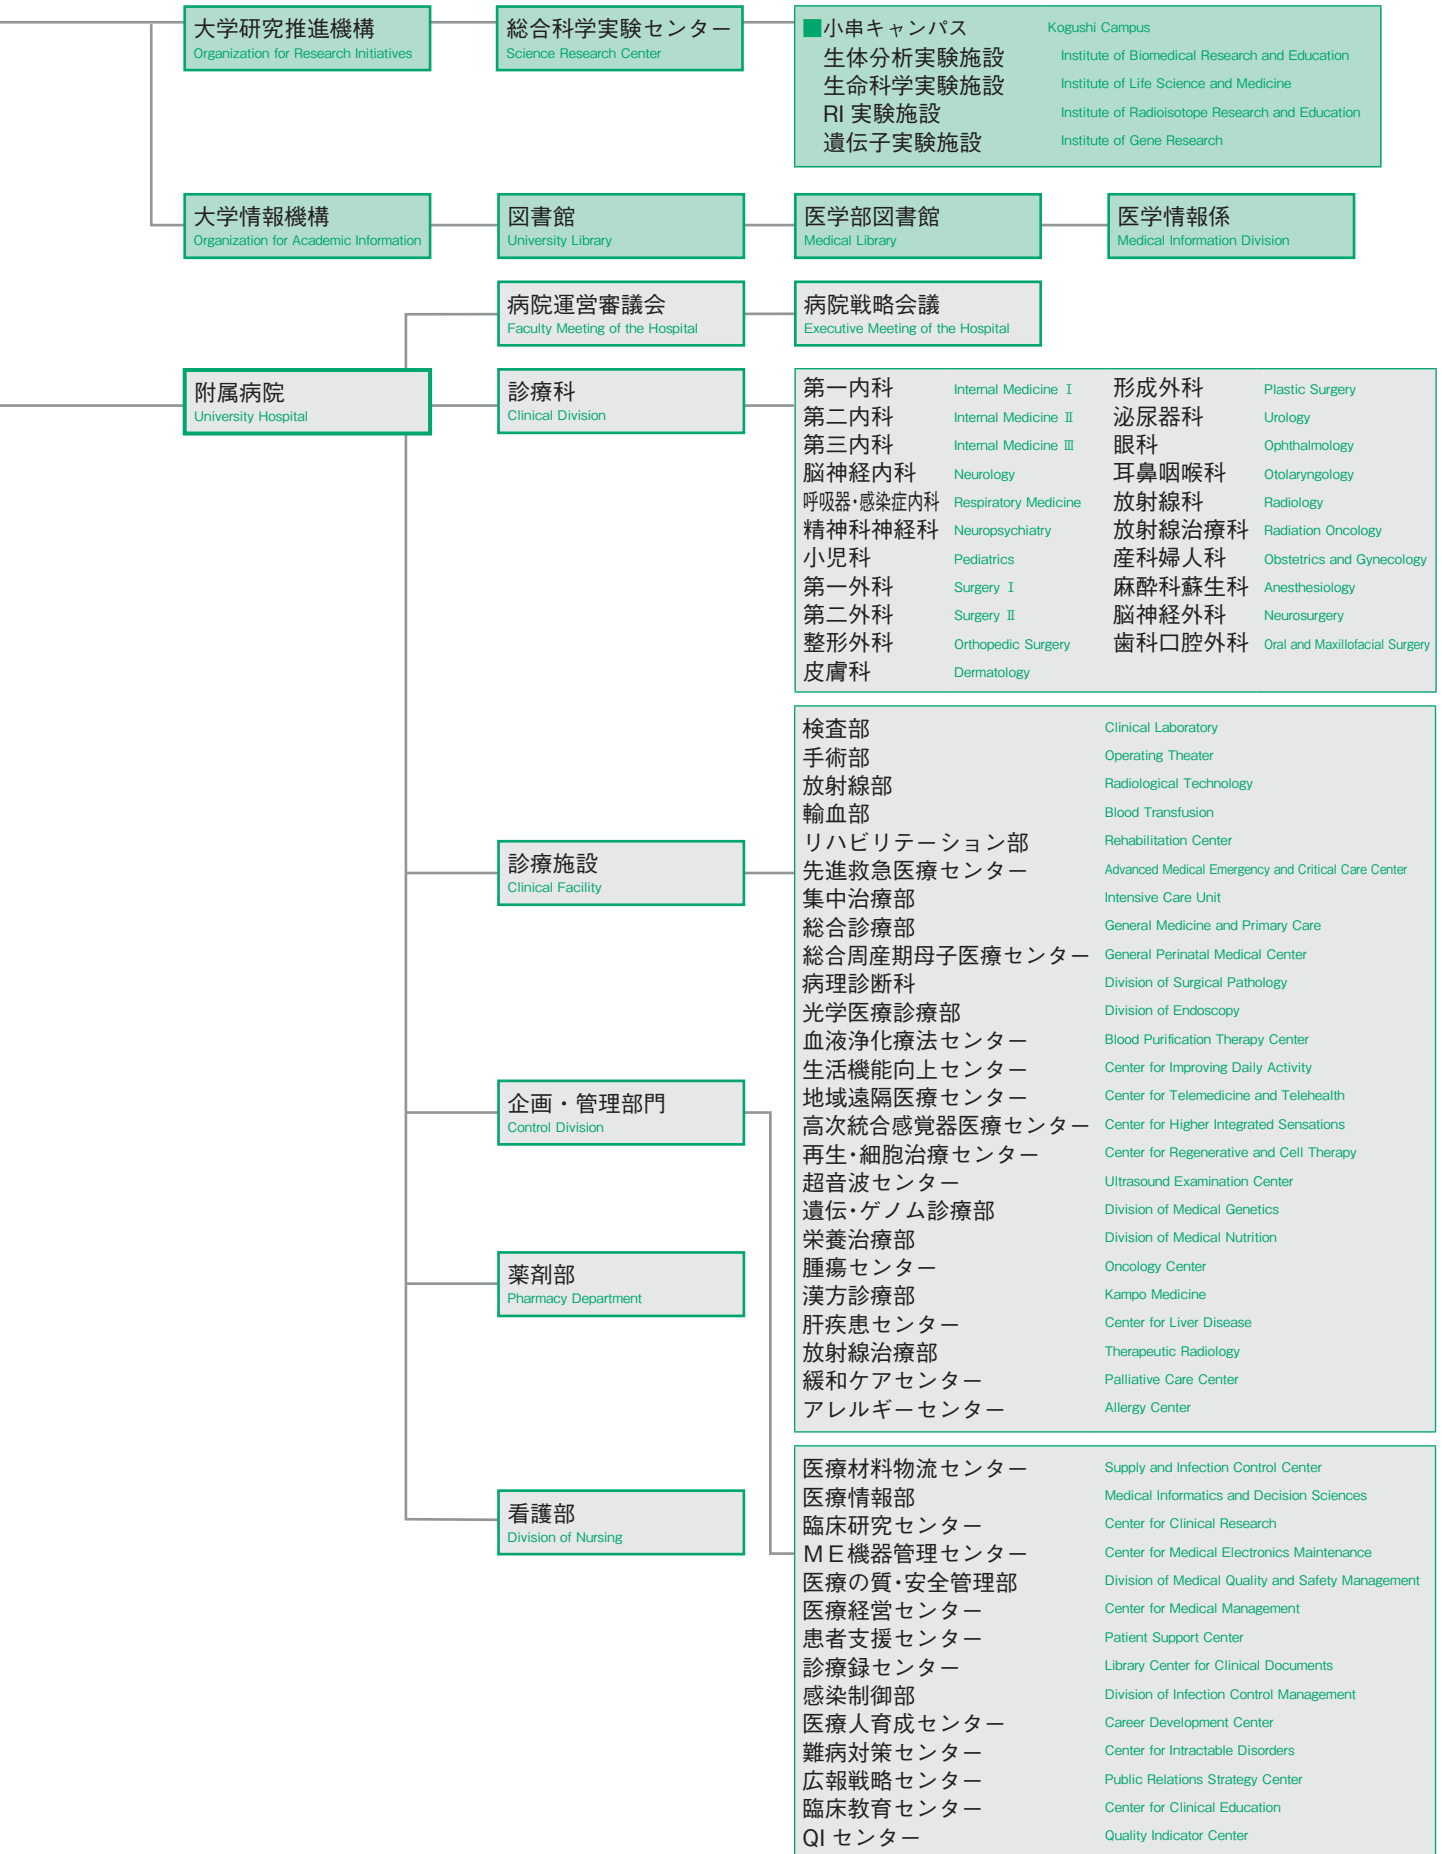 大学研究推進機構
Organization for Research Initiatives
総合科学実験センター
Science Research Center
■小串キャンパス Kogushi Campus
生体分析実験施設 Institute of Biomedical Research and Education
生命科学実験施設 Institute of Life Science and Medicine
RI 実験施設 Institute of Radioisotope Research and Education
遺伝子実験施設 Institute of Gene Research
大学情報機構
Organization for Academic Information
図書館
University Library
医学部図書館
Medical Library
医学情報係
Medical Information Division
病院運営審議会
Faculty Meeting of the Hospital
病院戦略会議
Executive Meeting of the Hospital
附属病院
University Hospital
診療科
Clinical Division
第一内科 Internal Medicine Ⅰ 形成外科 Plastic Surgery
第二内科 Internal Medicine Ⅱ 泌尿器科 Urology
第三内科 Internal Medicine Ⅲ 眼科 Ophthalmology
脳神経内科 Neurology 耳鼻咽喉科 Otolaryngology
呼吸器・感染症内科 Respiratory Medicine 放射線科 Radiology
精神科神経科 Neuropsychiatry 放射線治療科 Radiation Oncology
小児科 Pediatrics 産科婦人科 Obstetrics and Gynecology
第一外科 Surgery Ⅰ 麻酔科蘇生科 Anesthesiology
第二外科 Surgery Ⅱ 脳神経外科 Neurosurgery
整形外科 Orthopedic Surgery 歯科口腔外科 Oral and Maxillofacial Surgery
皮膚科 Dermatology
診療施設
Clinical Facility
検査部 Clinical Laboratory
手術部 Operating Theater
放射線部 Radiological Technology
輸血部 Blood Transfusion
リハビリテーション部 Rehabilitation Center
先進救急医療センター Advanced Medical Emergency and Critical Care Center
集中治療部 Intensive Care Unit
総合診療部 General Medicine and Primary Care
総合周産期母子医療センター General Perinatal Medical Center
病理診断科 Division of Surgical Pathology
光学医療診療部 Division of Endoscopy
血液浄化療法センター Blood Purification Therapy Center
生活機能向上センター Center for Improving Daily Activity
地域遠隔医療センター Center for Telemedicine and Telehealth
高次統合感覚器医療センター Center for Higher Integrated Sensations
再生・細胞治療センター Center for Regenerative and Cell Therapy
超音波センター Ultrasound Examination Center
遺伝・ゲノム診療部 Division of Medical Genetics
栄養治療部 Division of Medical Nutrition
腫瘍センター Oncology Center
漢方診療部 Kampo Medicine
肝疾患センター Center for Liver Disease
放射線治療部 Therapeutic Radiology
緩和ケアセンター Palliative Care Center
アレルギーセンター Allergy Center
企画・管理部門
Control Division
薬剤部
Pharmacy Department
看護部
Division of Nursing
医療材料物流センター Supply and Infection Control Center
医療情報部 Medical Informatics and Decision Sciences
臨床研究センター Center for Clinical Research
ＭＥ機器管理センター Center for Medical Electronics Maintenance
医療の質・安全管理部 Division of Medical Quality and Safety Management
医療経営センター Center for Medical Management
患者支援センター Patient Support Center
診療録センター Library Center for Clinical Documents
感染制御部 Division of Infection Control Management
医療人育成センター Career Development Center
難病対策センター Center for Intractable Disorders
広報戦略センター Public Relations Strategy Center
臨床教育センター Center for Clinical Education
QI センター Quality Indicator Center